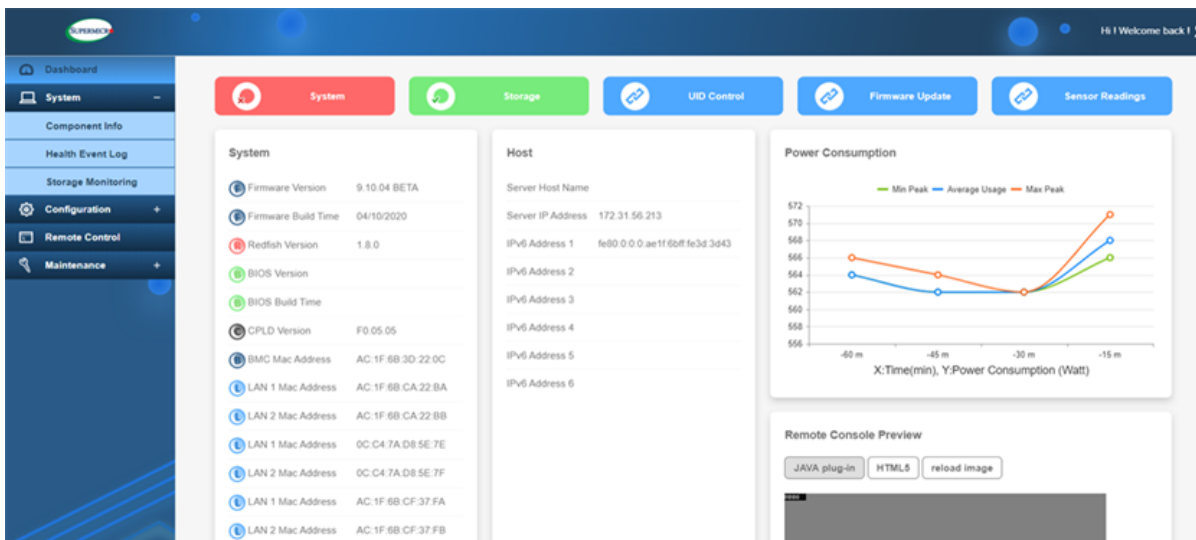 SUPERMICR
Hi ! Welcome back !
Dashboard
System −
Component Info
Health Event Log
Storage Monitoring
Configuration +
Remote Control
Maintenance +
System
Storage
UID Control
Firmware Update
Sensor Readings
System
Firmware Version 9.10.04 BETA
Firmware Build Time 04/10/2020
Redfish Version 1.8.0
BIOS Version
BIOS Build Time
CPLD Version F0.05.05
BMC Mac Address AC:1F:6B:3D:22:0C
LAN 1 Mac Address AC:1F:6B:CA:22:BA
LAN 2 Mac Address AC:1F:6B:CA:22:BB
LAN 1 Mac Address 0C:C4:7A:D8:5E:7E
LAN 2 Mac Address 0C:C4:7A:D8:5E:7F
LAN 1 Mac Address AC:1F:6B:CF:37:FA
LAN 2 Mac Address AC:1F:6B:CF:37:FB
Host
Server Host Name
Server IP Address 172.31.56.213
IPv6 Address 1 fe80:0:0:0:ae1f:6bff:fe3d:3d43
IPv6 Address 2
IPv6 Address 3
IPv6 Address 4
IPv6 Address 5
IPv6 Address 6
Power Consumption
Min Peak Average Usage Max Peak
572
570
568
566
564
562
560
558
556
-60 m -45 m -30 m -15 m
X:Time(min), Y:Power Consumption (Watt)
Remote Console Preview
JAVA plug-in HTML5 reload image